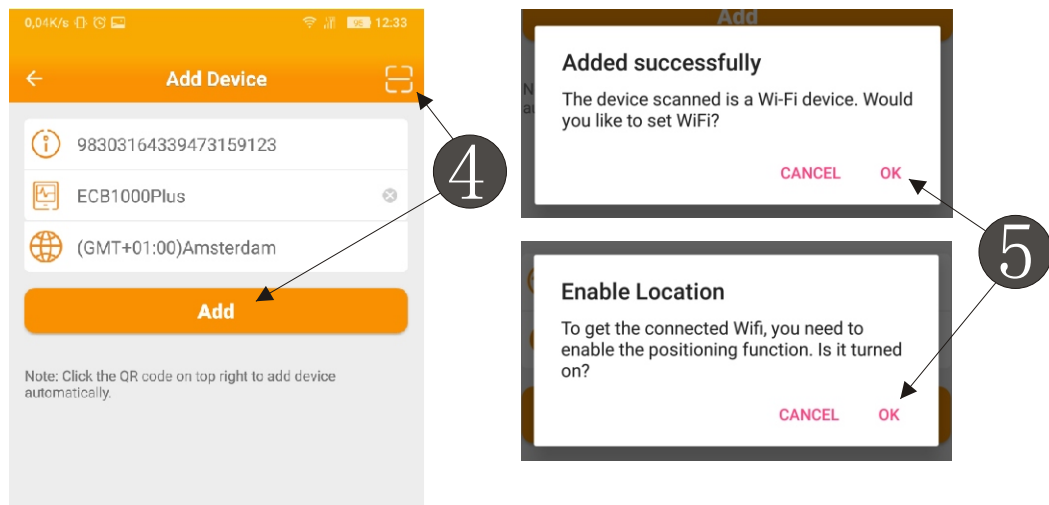 0,04K/s
95
12:33
Add Device
98303164339473159123
ECB1000Plus
(GMT+01:00)Amsterdam
Add
Note: Click the QR code on top right to add device
automatically.
4
Add
Added successfully
The device scanned is a Wi-Fi device. Would
you like to set WiFi?
CANCEL OK
Enable Location
To get the connected Wifi, you need to
enable the positioning function. Is it turned
on?
CANCEL OK
5